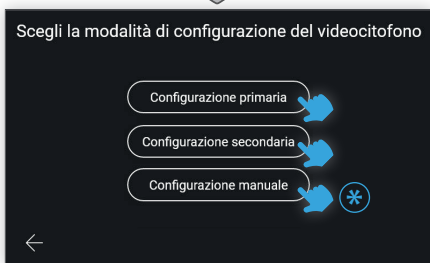 Scegli la modalità di configurazione del videocitofono
Configurazione primaria
Configurazione secondaria
Configurazione manuale
*